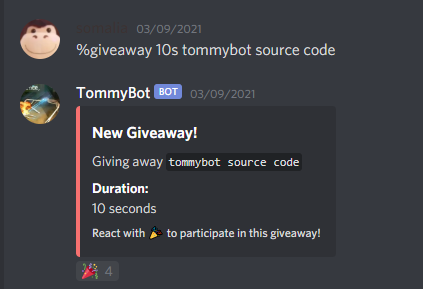 03/09/2021
%giveaway 10s tommybot source code
TommyBot BOT 03/09/2021
New Giveaway!
Giving away tommybot source code
Duration:
10 seconds
React with 🎉 to participate in this giveaway!
🎉 4